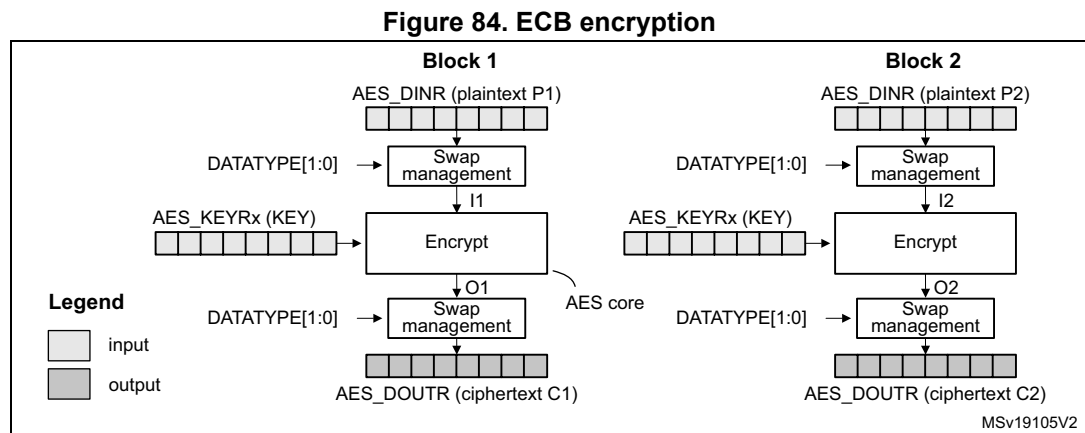 Figure 84. ECB encryption
Block 1
AES_DINR (plaintext P1)
DATATYPE[1:0]
Swap
management
I1
AES_KEYRx (KEY)
Encrypt
O1
AES core
DATATYPE[1:0]
Swap
management
AES_DOUTR (ciphertext C1)
Block 2
AES_DINR (plaintext P2)
DATATYPE[1:0]
Swap
management
I2
AES_KEYRx (KEY)
Encrypt
O2
DATATYPE[1:0]
Swap
management
AES_DOUTR (ciphertext C2)
Legend
input
output
MSv19105V2